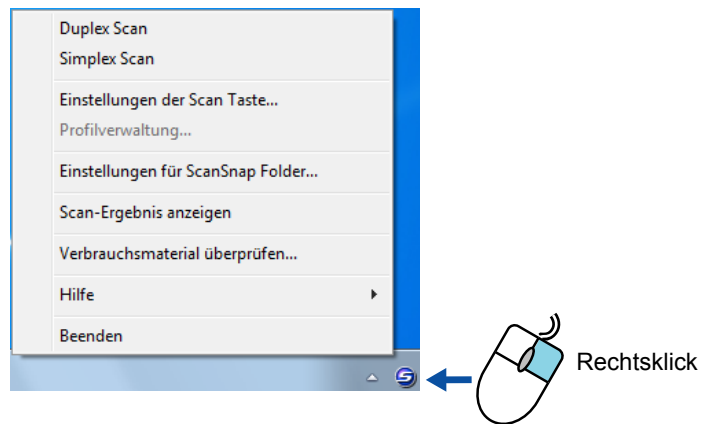 Duplex Scan
Simplex Scan
Einstellungen der Scan Taste...
Profilverwaltung...
Einstellungen für ScanSnap Folder...
Scan-Ergebnis anzeigen
Verbrauchsmaterial überprüfen...
Hilfe
Beenden
Rechtsklick